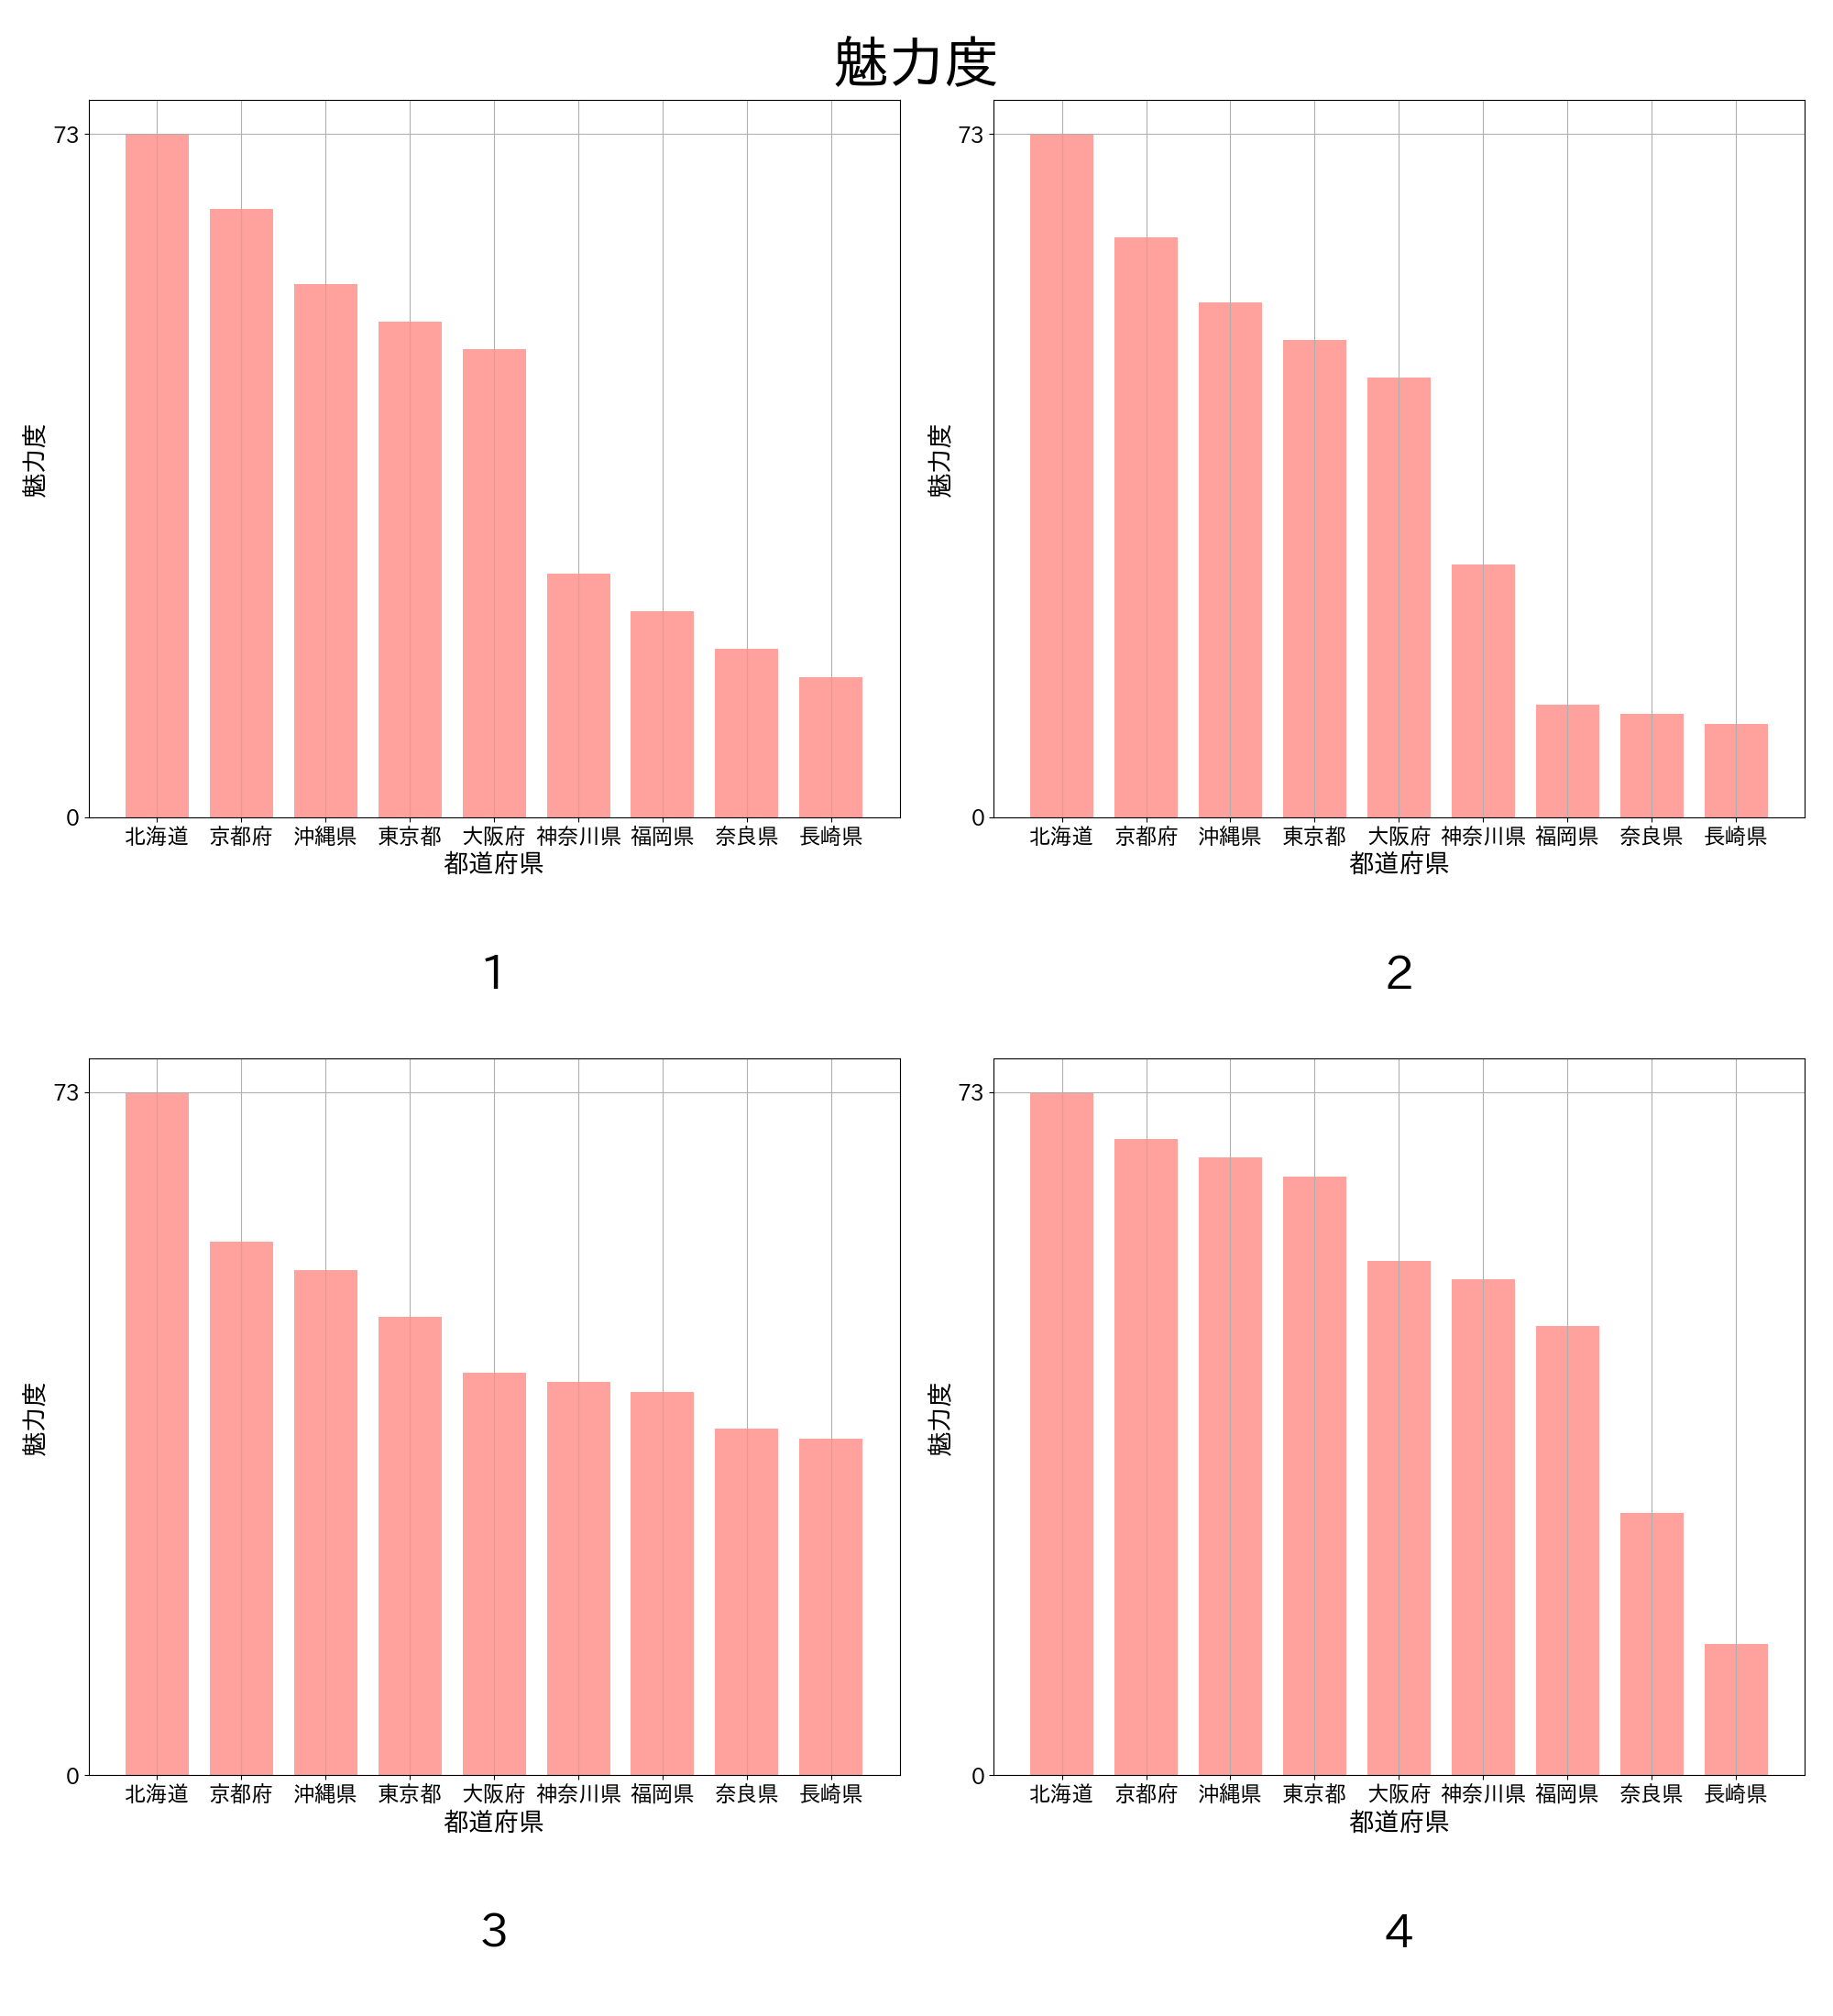 魅力度
73
0
魅力度
北海道 京都府 沖縄県 東京都 大阪府 神奈川県 福岡県 奈良県 長崎県
都道府県
1
73
0
魅力度
北海道 京都府 沖縄県 東京都 大阪府 神奈川県 福岡県 奈良県 長崎県
都道府県
2
73
0
魅力度
北海道 京都府 沖縄県 東京都 大阪府 神奈川県 福岡県 奈良県 長崎県
都道府県
3
73
0
魅力度
北海道 京都府 沖縄県 東京都 大阪府 神奈川県 福岡県 奈良県 長崎県
都道府県
4